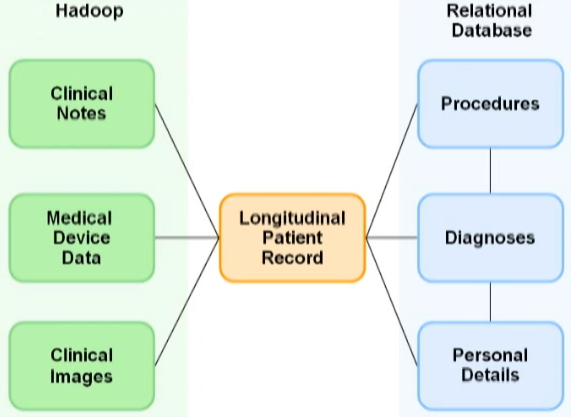 Hadoop
Relational
Database
Clinical
Notes
Procedures
Medical
Device
Data
Longitudinal
Patient
Record
Diagnoses
Clinical
Images
Personal
Details